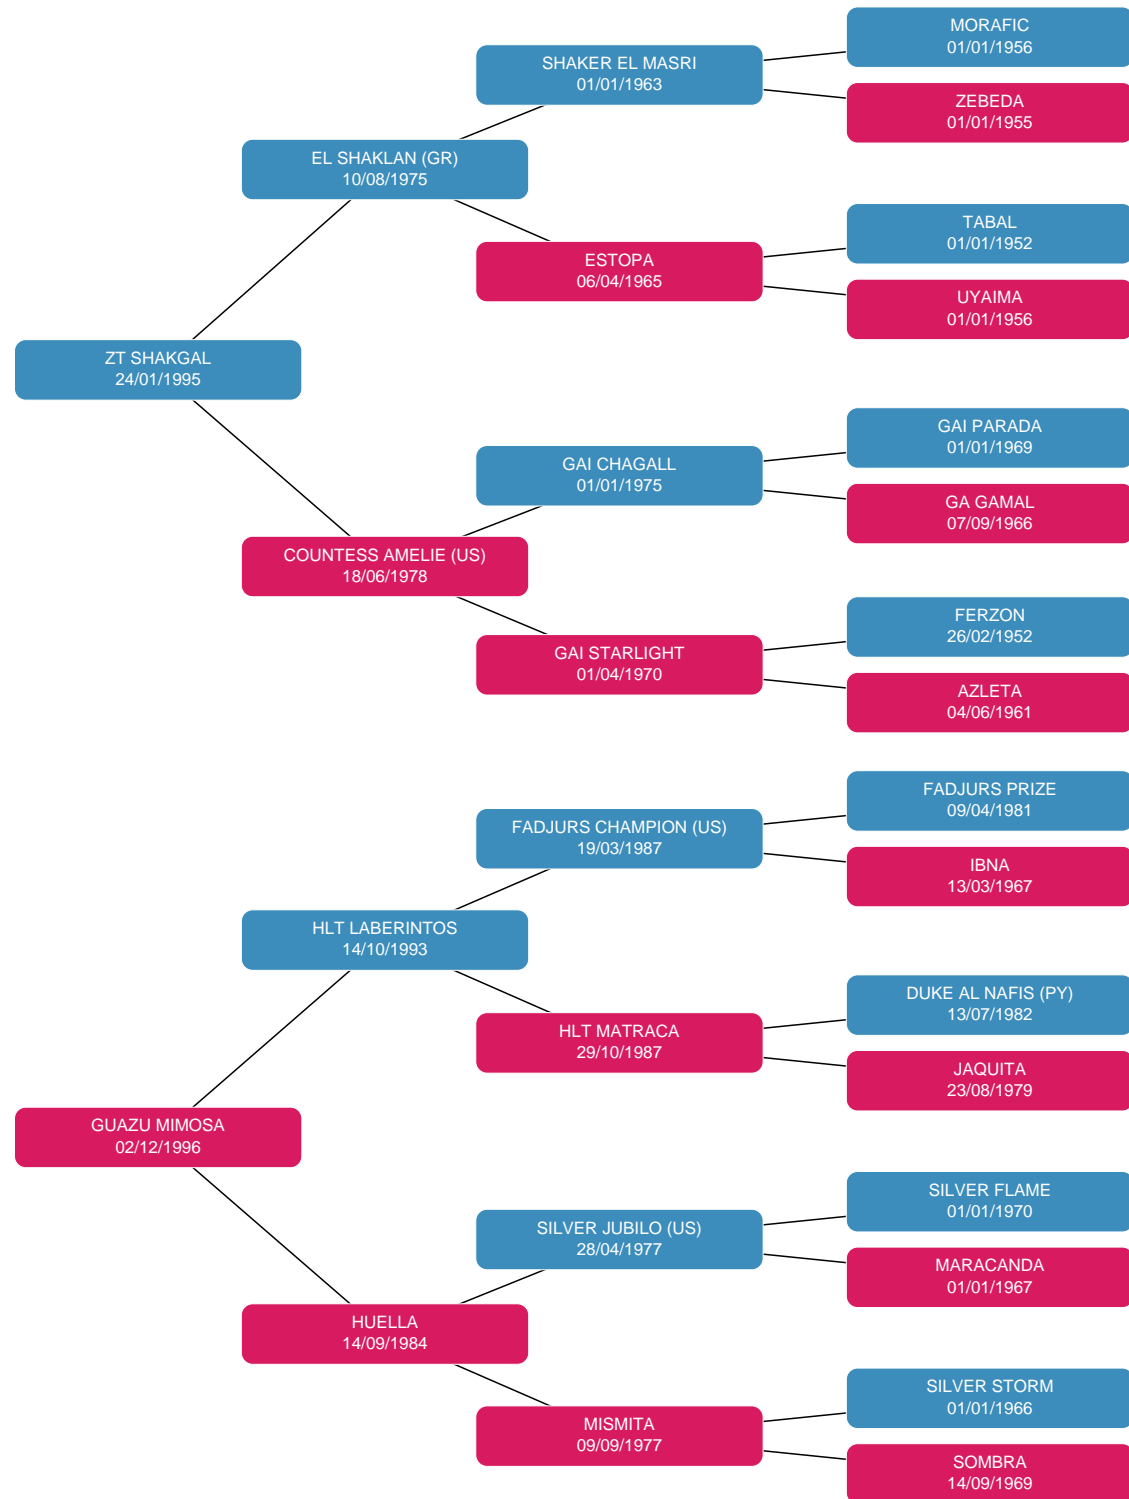 MORAFIC
01/01/1956
SHAKER EL MASRI
01/01/1963
ZEBEDA
01/01/1955
EL SHAKLAN (GR)
10/08/1975
TABAL
01/01/1952
ESTOPA
06/04/1965
UYAIMA
01/01/1956
ZT SHAKGAL
24/01/1995
GAI PARADA
01/01/1969
GAI CHAGALL
01/01/1975
GA GAMAL
07/09/1966
COUNTESS AMELIE (US)
18/06/1978
FERZON
26/02/1952
GAI STARLIGHT
01/04/1970
AZLETA
04/06/1961
FADJURS PRIZE
09/04/1981
FADJURS CHAMPION (US)
19/03/1987
IBNA
13/03/1967
HLT LABERINTOS
14/10/1993
DUKE AL NAFIS (PY)
13/07/1982
HLT MATRACA
29/10/1987
JAQUITA
23/08/1979
GUAZU MIMOSA
02/12/1996
SILVER FLAME
01/01/1970
SILVER JUBILO (US)
28/04/1977
MARACANDA
01/01/1967
HUELLA
14/09/1984
SILVER STORM
01/01/1966
MISMITA
09/09/1977
SOMBRA
14/09/1969